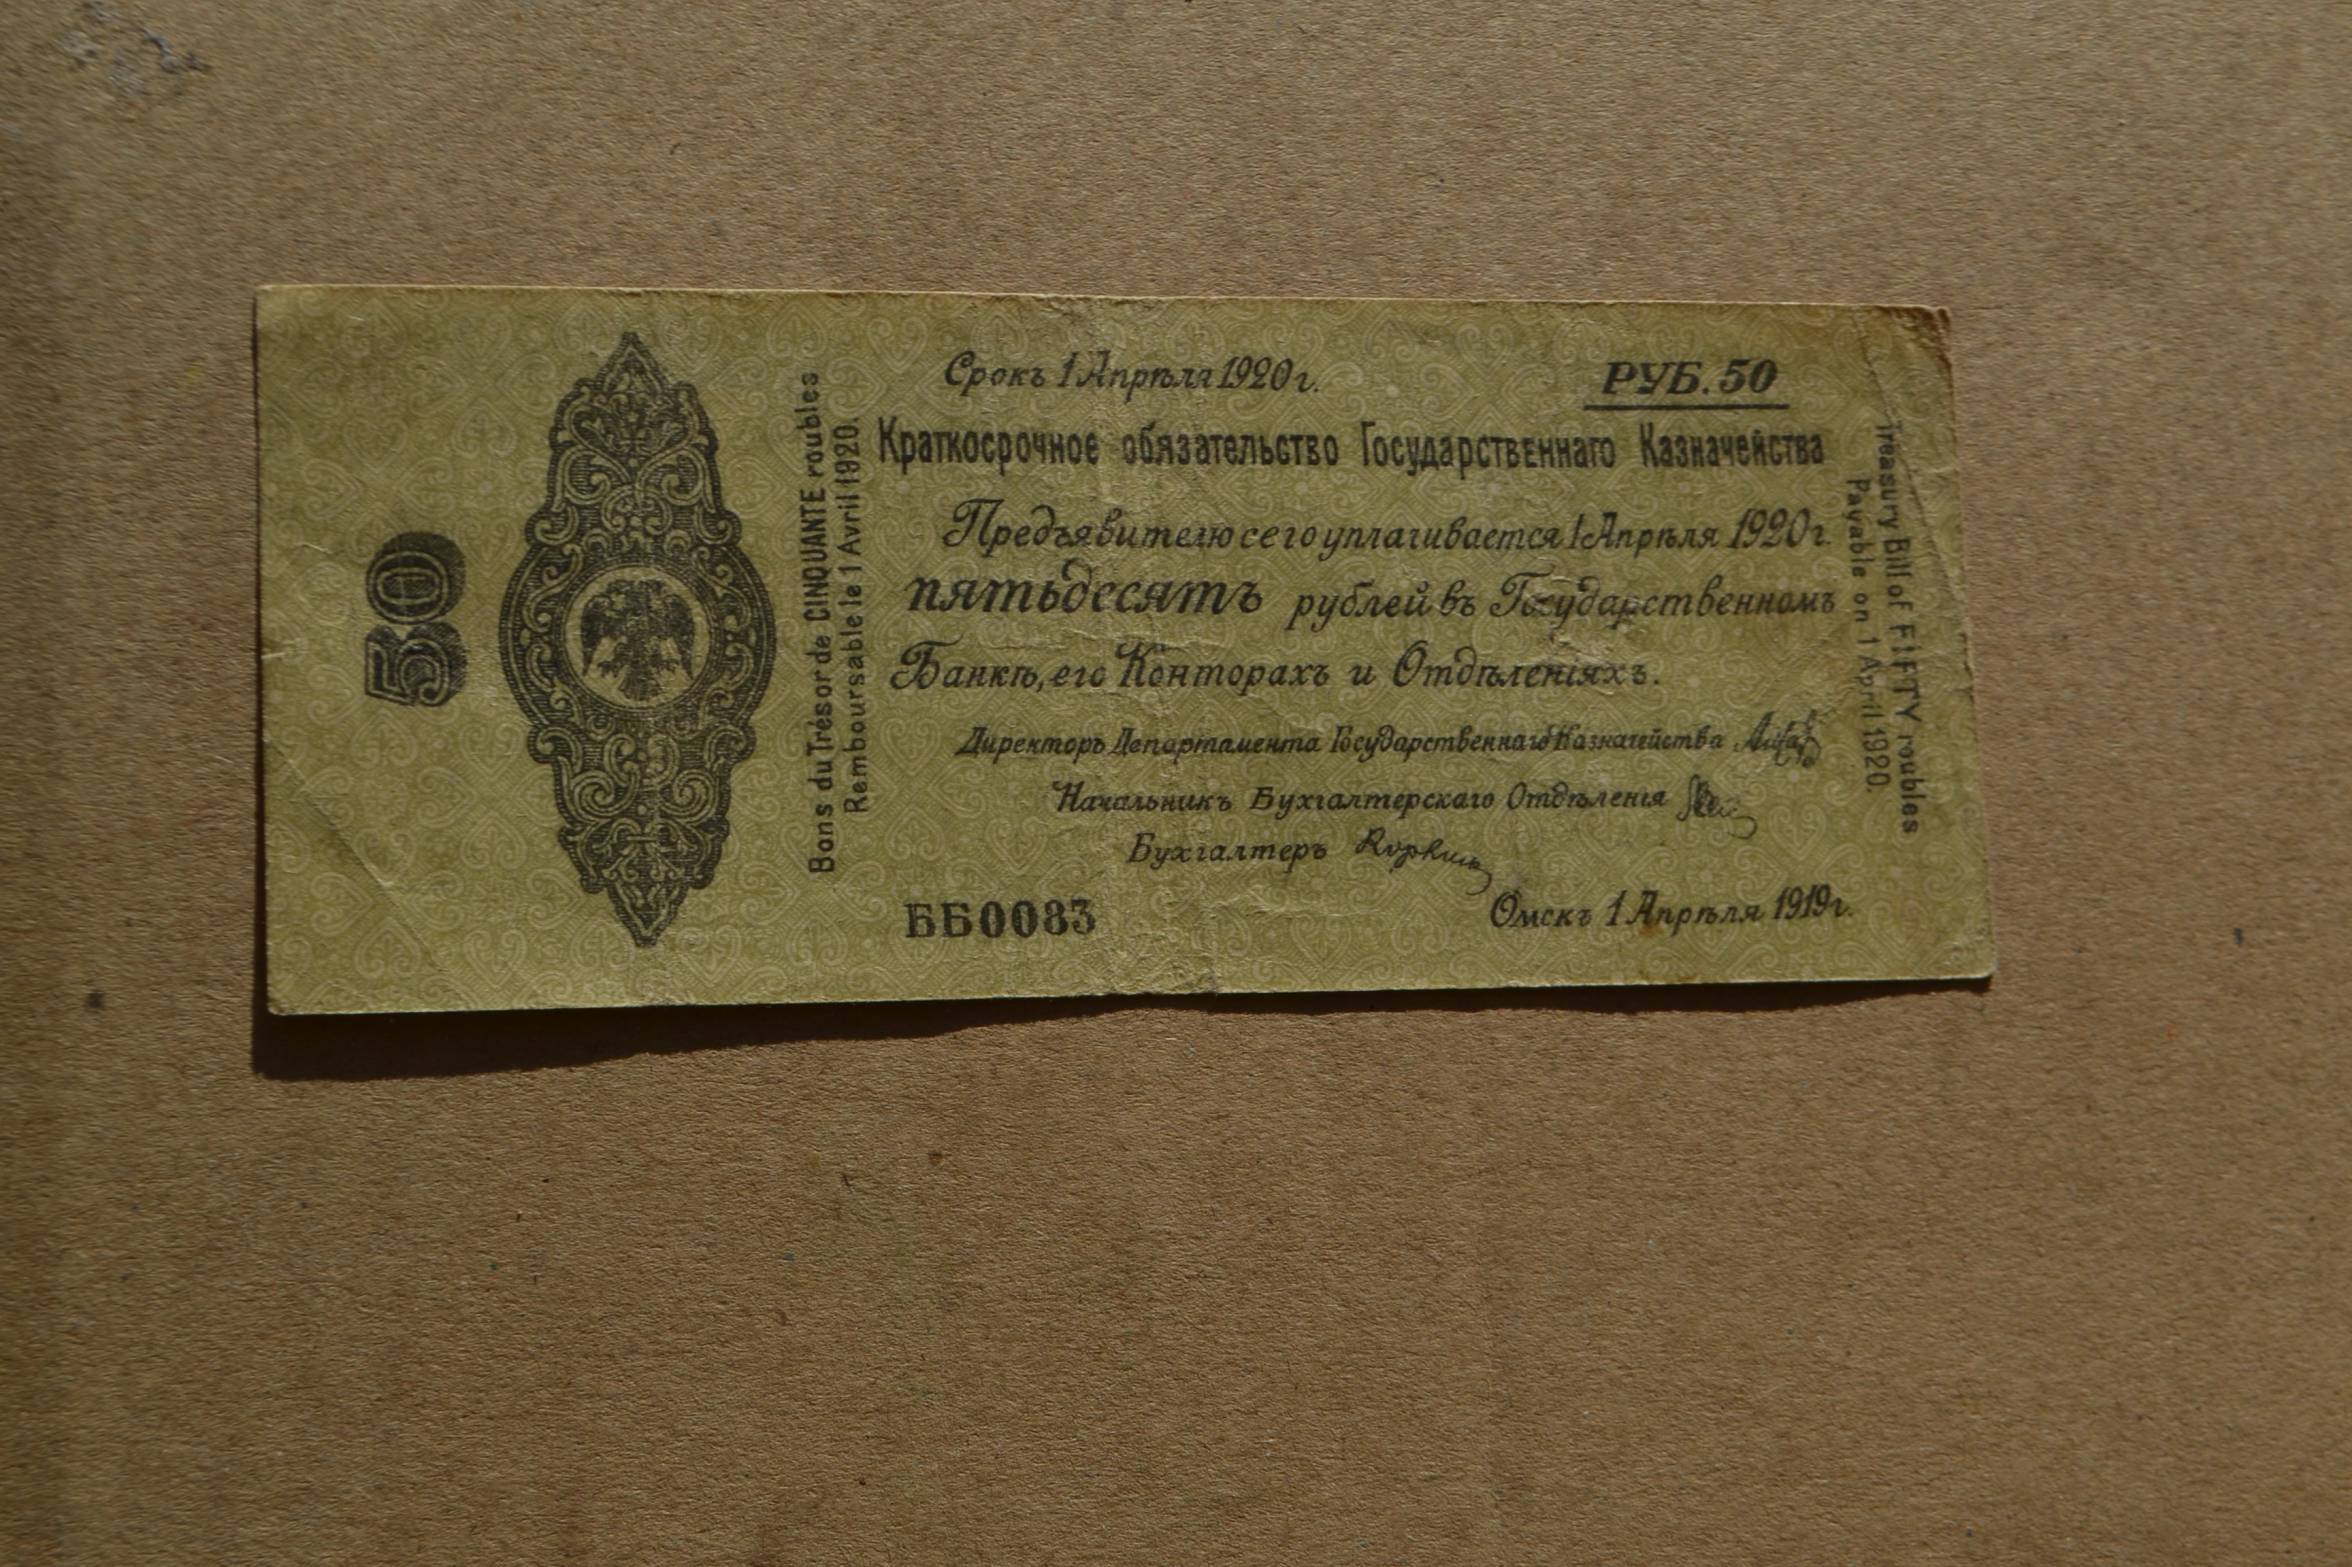 50
Bons du Trésor de CINQUANTE roubles
Remboursable le 1 Avril 1920.
Срокъ 1 Апрѣля 1920 г.
РУБ. 50
Краткосрочное обязательство Государственнаго Казначейства
Предъявителю сего уплачивается 1 Апрѣля 1920 г.
пятьдесятъ рублей въ Государственномъ
Банкѣ, его Конторахъ и Отдѣленіяхъ.
Директоръ Департамента Государственнаго Казначейства
Начальникъ Бухгалтерскаго Отдѣленія
Бухгалтеръ
ББ0083
Омскъ 1 Апрѣля 1919 г.
Treasury Bill of FIFTY roubles
Payable on 1 April 1920.